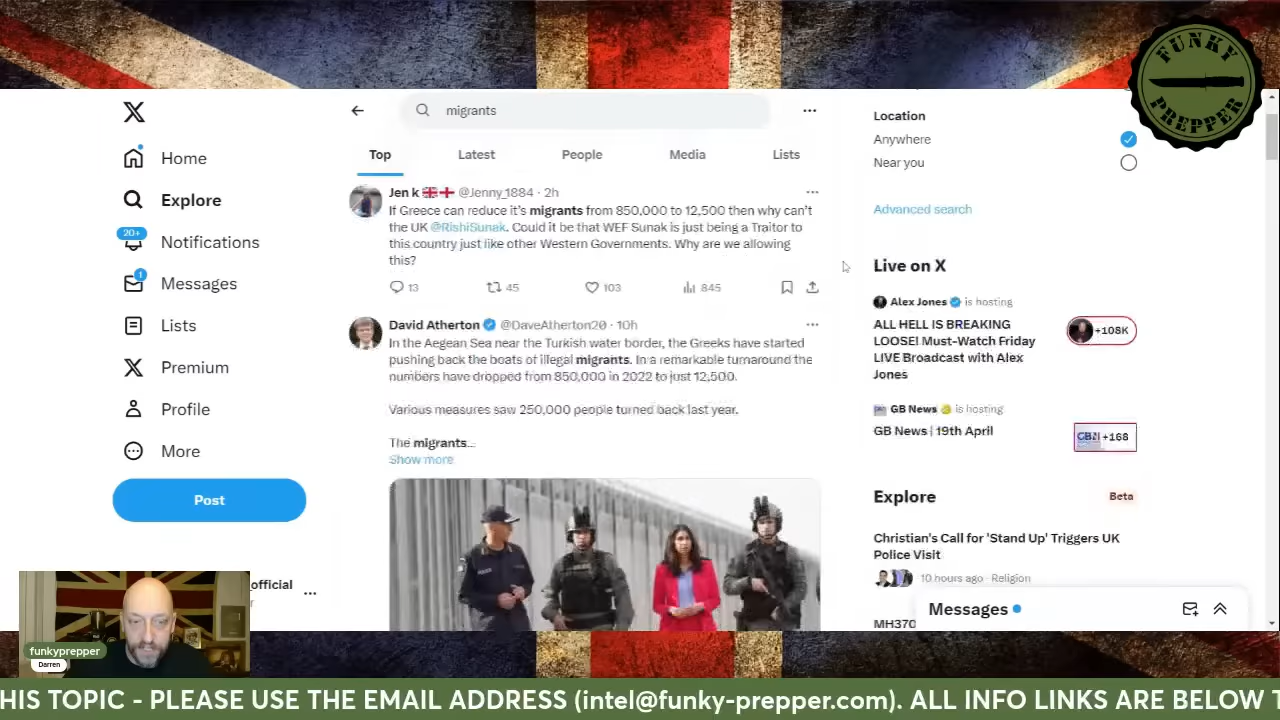 FUNKY
PREPPER
migrants
Home
Explore
20+
Notifications
1
Messages
Lists
Premium
Profile
More
Post
official
Top
Latest
People
Media
Lists
Jen k @Jenny_1884 · 2h
If Greece can reduce it's migrants from 850,000 to 12,500 then why can't
the UK @RishiSunak. Could it be that WEF Sunak is just being a Traitor to
this country just like other Western Governments. Why are we allowing
this?
13
45
103
845
David Atherton @DaveAtherton20 · 10h
In the Aegean Sea near the Turkish water border, the Greeks have started
pushing back the boats of illegal migrants. In a remarkable turnaround the
numbers have dropped from 850,000 in 2022 to just 12,500.
Various measures saw 250,000 people turned back last year.
The migrants...
Show more
Location
Anywhere
Near you
Advanced search
Live on X
Alex Jones is hosting
ALL HELL IS BREAKING
LOOSE! Must-Watch Friday
LIVE Broadcast with Alex
Jones
+108K
GB News is hosting
GB News | 19th April
GBN +168
Explore
Beta
Christian's Call for 'Stand Up' Triggers UK
Police Visit
10 hours ago · Religion
MH370
Messages
funkyprepper
Darren
HIS TOPIC - PLEASE USE THE EMAIL ADDRESS (intel@funky-prepper.com). ALL INFO LINKS ARE BELOW T